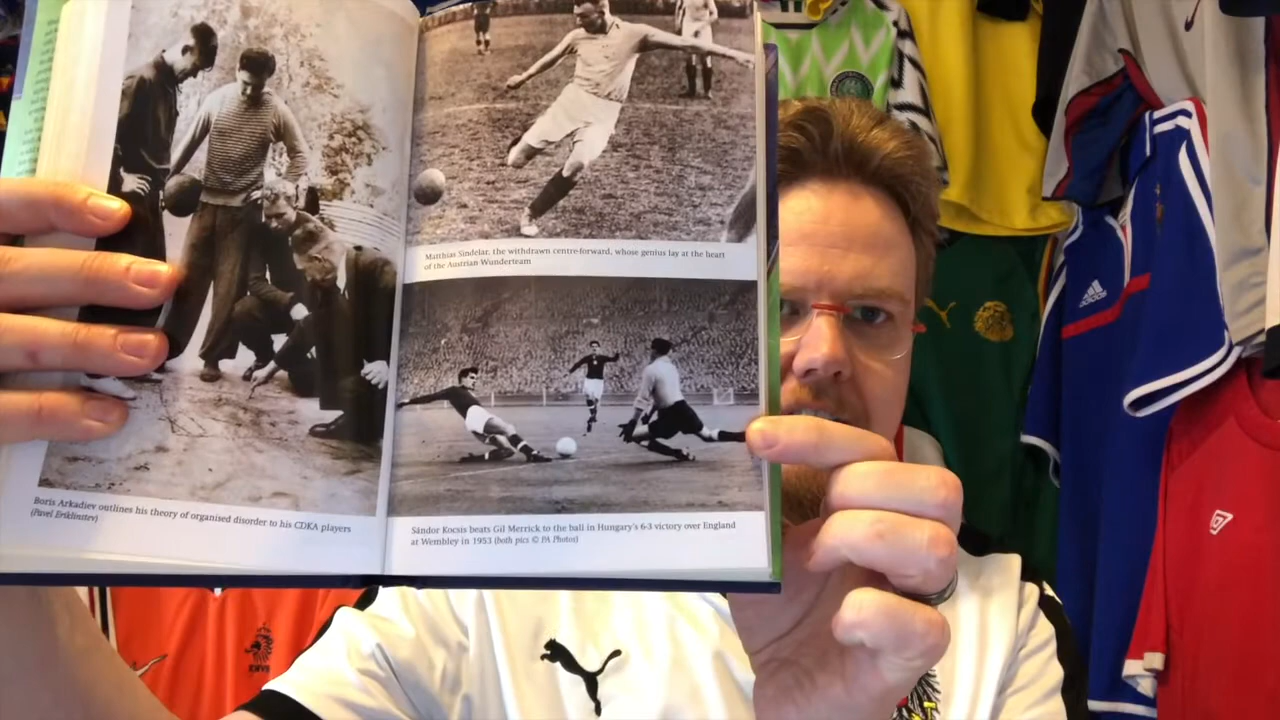 Boris Arkadiev outlines his theory of organised disorder to his CDKA players
Matthias Sindelar, the withdrawn centre-forward, whose genius lay at the heart
of the Austrian Wunderteam
Sándor Kocsis beats Gil Merrick to the ball in Hungary's 6-3 victory over England
at Wembley in 1953 (both pics © PA Photos)
adidas
KNVB